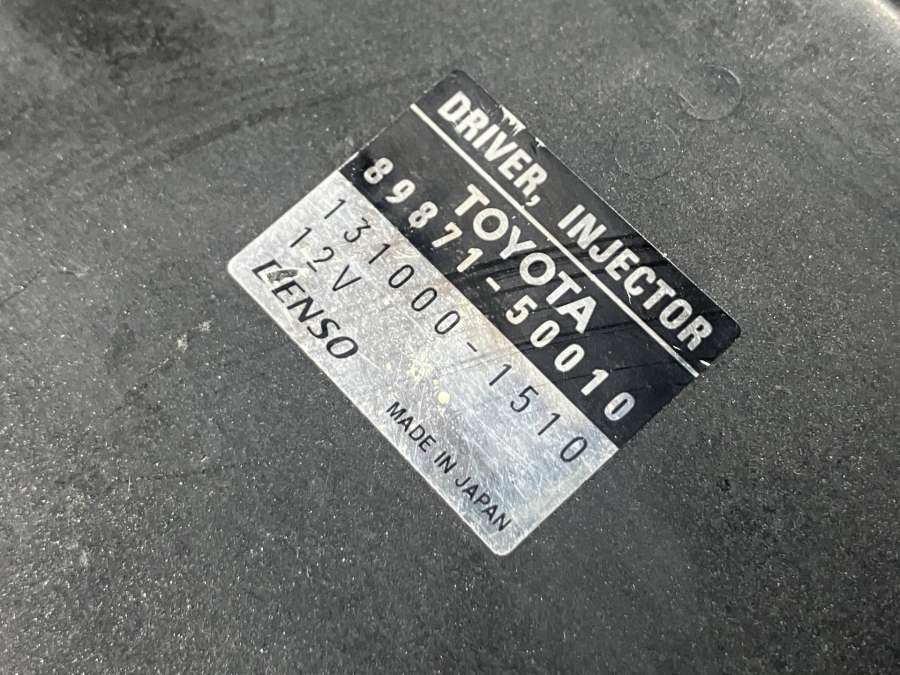 DRIVER, INJECTOR
TOYOTA
89871-50010
131000-1510
12V
DENSO
MADE IN JAPAN